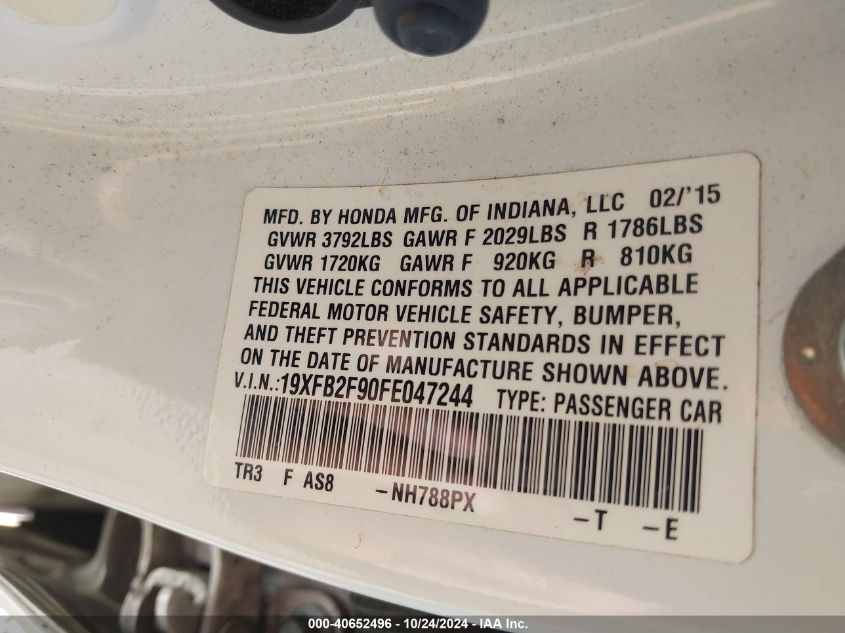 MFD. BY HONDA MFG. OF INDIANA, LLC 02/'15
GVWR 3792LBS GAWR F 2029LBS R 1786LBS
GVWR 1720KG GAWR F 920KG R 810KG
THIS VEHICLE CONFORMS TO ALL APPLICABLE
FEDERAL MOTOR VEHICLE SAFETY, BUMPER,
AND THEFT PREVENTION STANDARDS IN EFFECT
ON THE DATE OF MANUFACTURE SHOWN ABOVE.
V.I.N.:19XFB2F90FE047244 TYPE: PASSENGER CAR
TR3 F AS8 -NH788PX -T -E
000-40652496 - 10/24/2024 - IAA Inc.